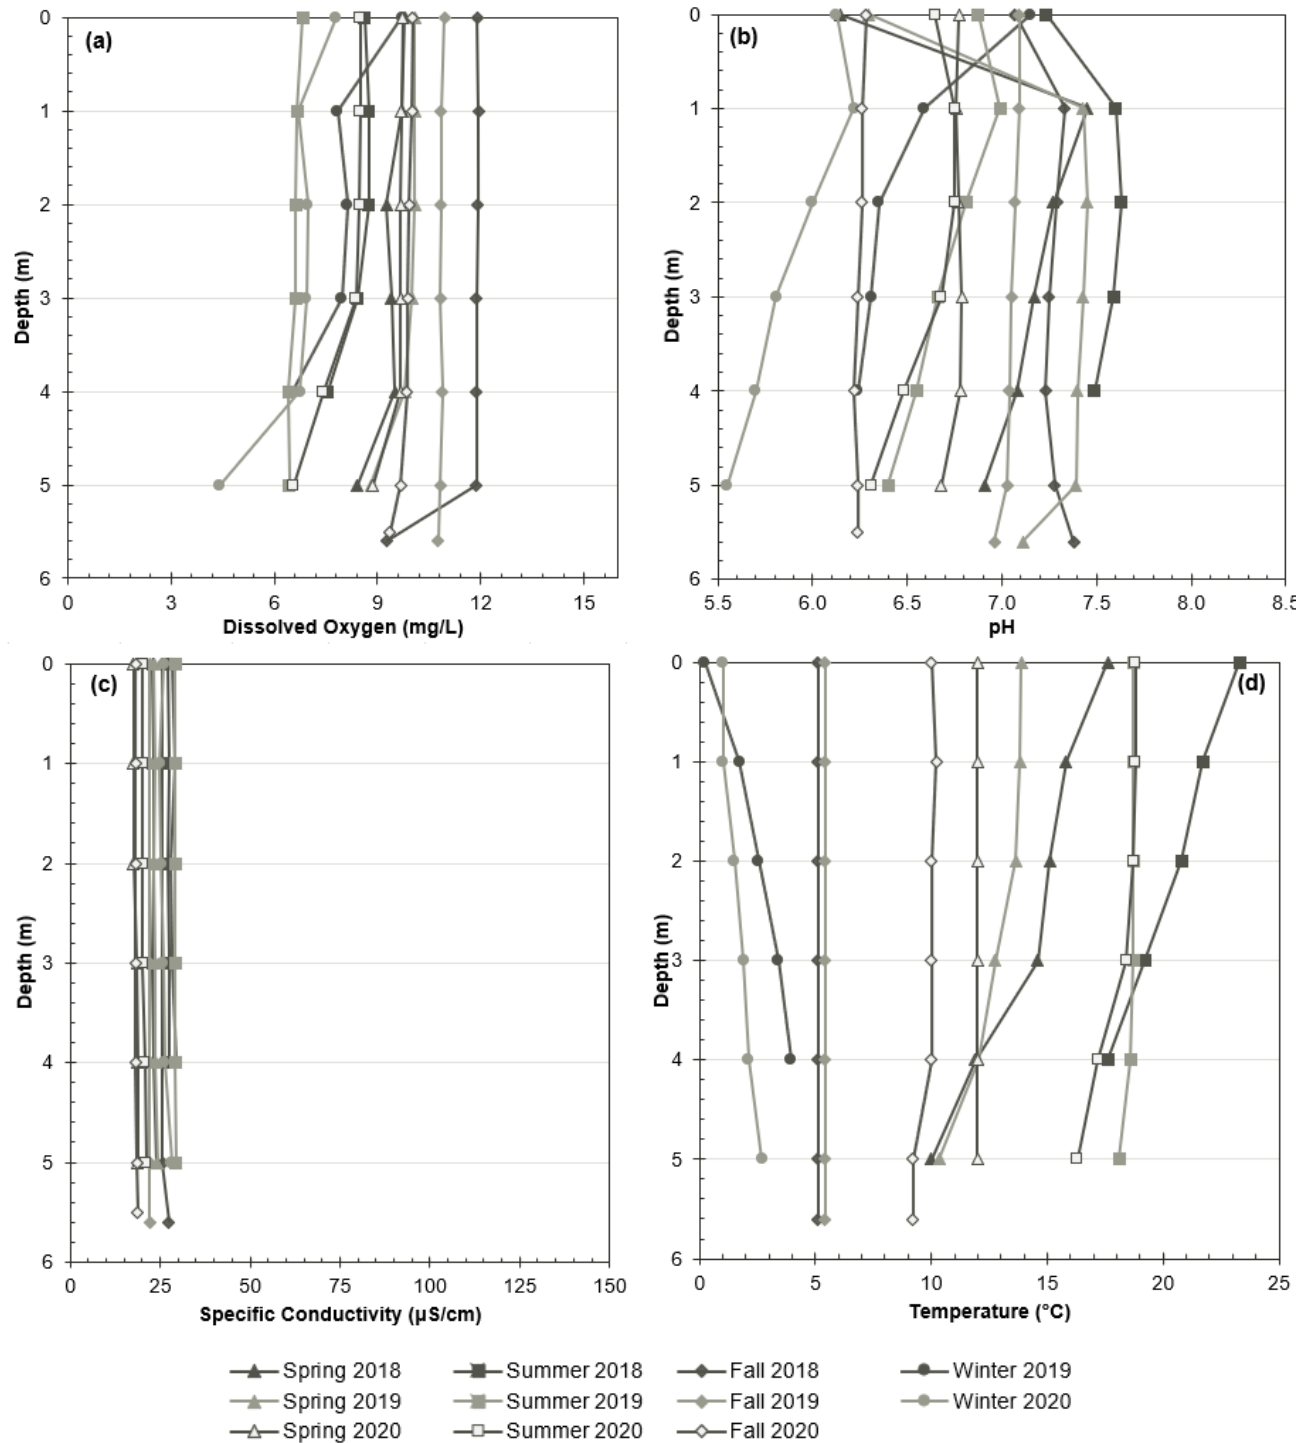 (a)
0
1
2
3
4
5
6
Depth (m)
0 3 6 9 12 15
Dissolved Oxygen (mg/L)
(b)
0
1
2
3
4
5
6
Depth (m)
5.5 6.0 6.5 7.0 7.5 8.0 8.5
pH
(c)
0
1
2
3
4
5
6
Depth (m)
0 25 50 75 100 125 150
Specific Conductivity (µS/cm)
(d)
0
1
2
3
4
5
6
Depth (m)
0 5 10 15 20 25
Temperature (°C)
Spring 2018 Summer 2018 Fall 2018 Winter 2019
Spring 2019 Summer 2019 Fall 2019 Winter 2020
Spring 2020 Summer 2020 Fall 2020